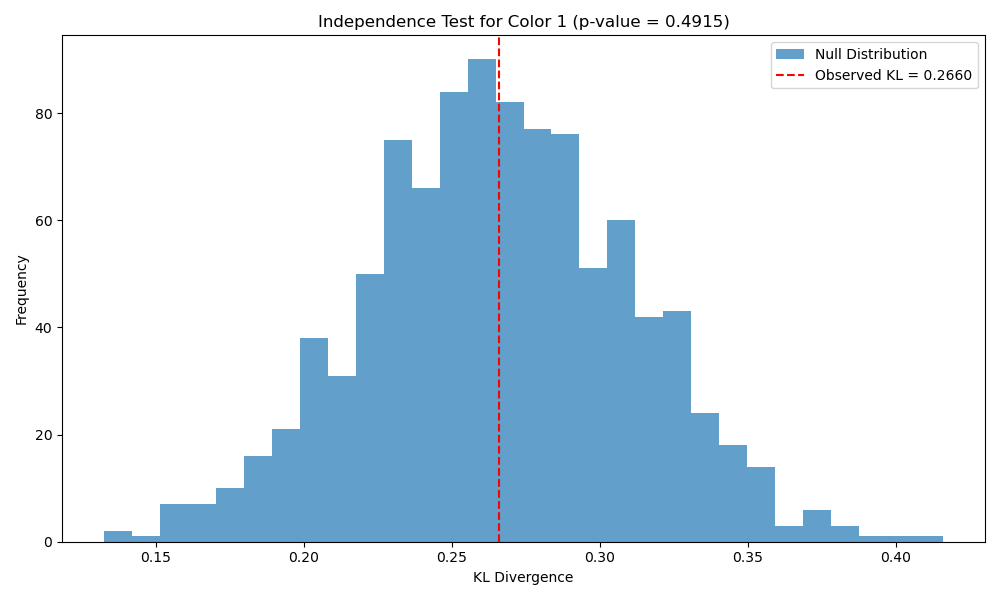 Independence Test for Color 1 (p-value = 0.4915)
Null Distribution
Observed KL = 0.2660
Frequency
80
60
40
20
0
0.15 0.20 0.25 0.30 0.35 0.40
KL Divergence